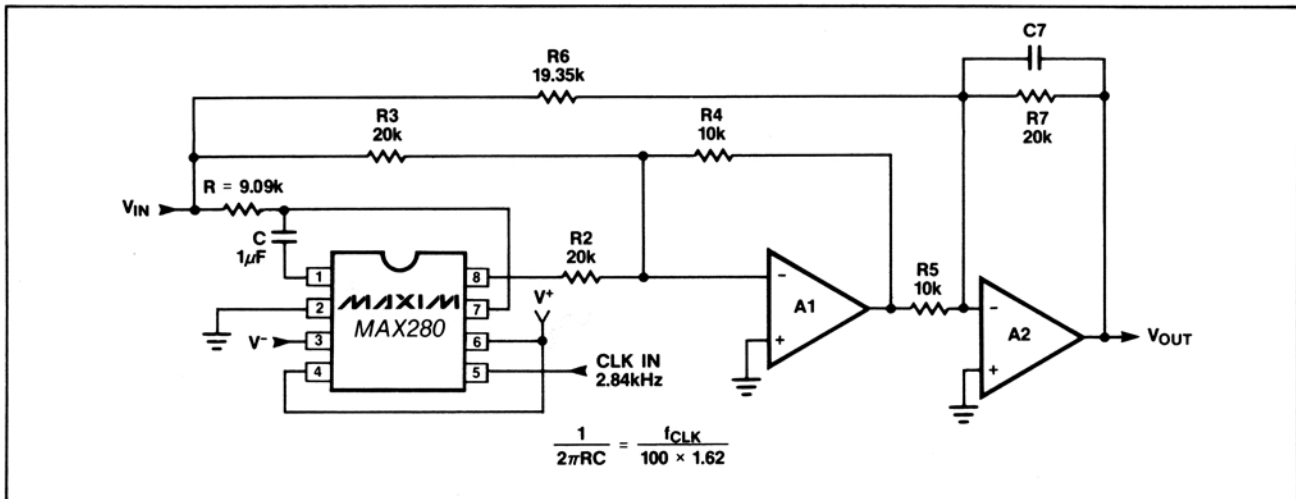 C7
R6
19.35k
R3
20k
R4
10k
R7
20k
R = 9.09k
VIN
C
1µF
R2
20k
1
8
MAXIM
MAX280
V+
2
7
V−
3
6
4
5
CLK IN
2.84kHz
−
A1
+
R5
10k
−
A2
+
VOUT
1/2πRC = fCLK/100 × 1.62